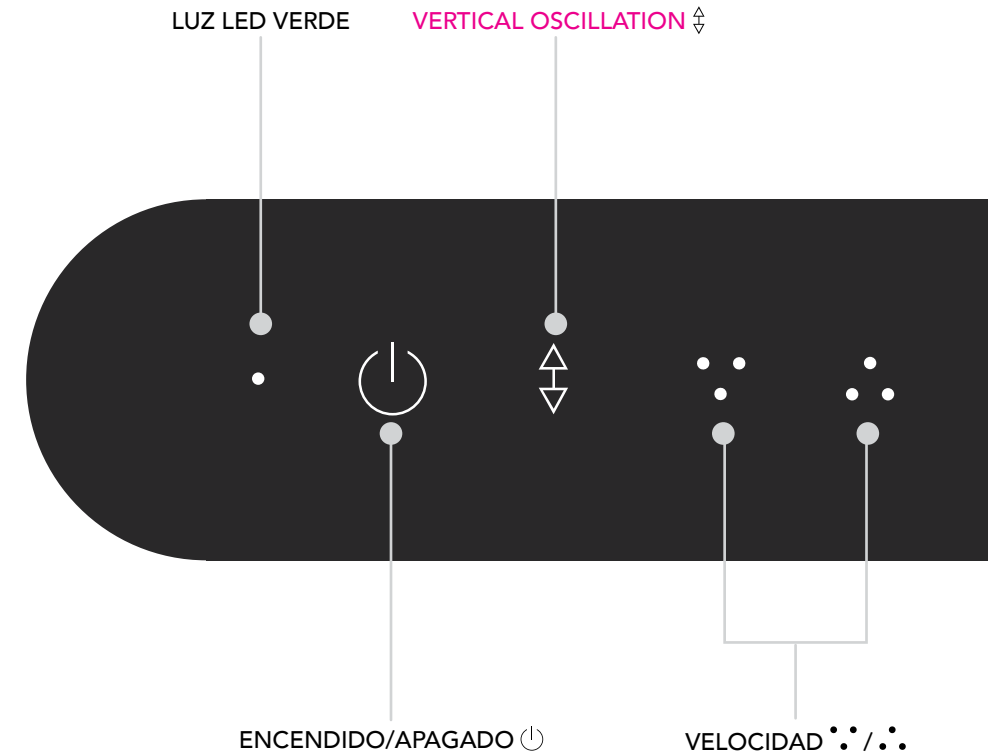 LUZ LED VERDE
VERTICAL OSCILLATION
ENCENDIDO/APAGADO
VELOCIDAD /